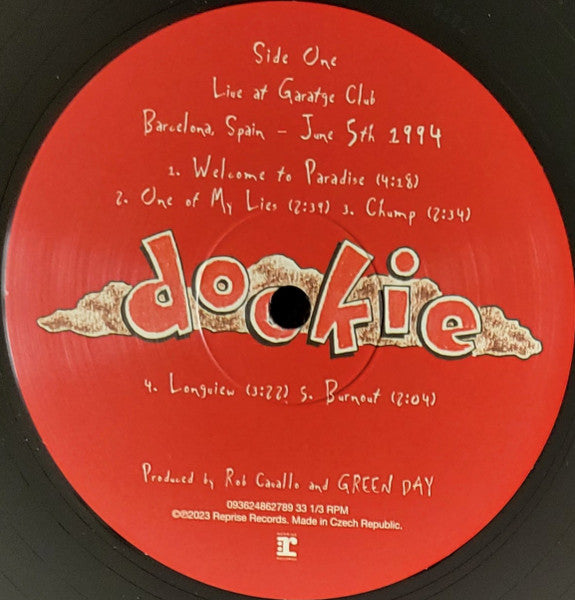 Side One
Live at Garatge Club
Barcelona, Spain - June 5th 1994
1. Welcome to Paradise (4:18)
2. One of My Lies (2:39) 3. Chump (2:34)
dookie
4. Longview (3:22) 5. Burnout (2:04)
Produced by Rob Cavallo and GREEN DAY
093624862789 33 1/3 RPM
©℗2023 Reprise Records. Made in Czech Republic.
r